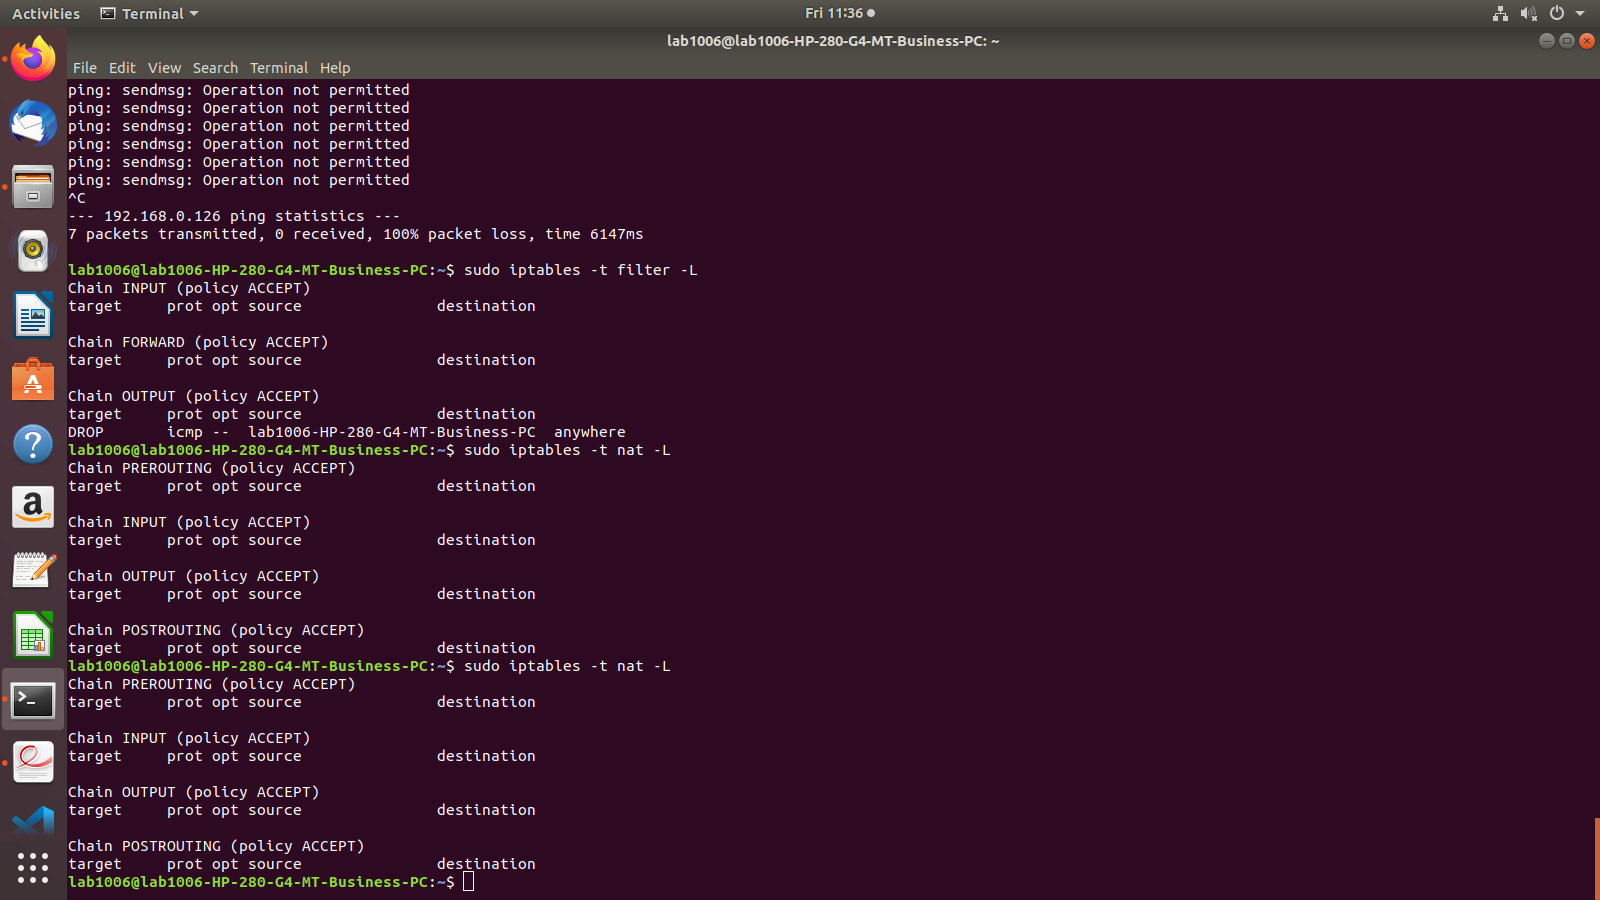 Activities Terminal Fri 11:36
lab1006@lab1006-HP-280-G4-MT-Business-PC: ~
File Edit View Search Terminal Help
ping: sendmsg: Operation not permitted
ping: sendmsg: Operation not permitted
ping: sendmsg: Operation not permitted
ping: sendmsg: Operation not permitted
ping: sendmsg: Operation not permitted
ping: sendmsg: Operation not permitted
^C
--- 192.168.0.126 ping statistics ---
7 packets transmitted, 0 received, 100% packet loss, time 6147ms
lab1006@lab1006-HP-280-G4-MT-Business-PC:~$ sudo iptables -t filter -L
Chain INPUT (policy ACCEPT)
target     prot opt source               destination
Chain FORWARD (policy ACCEPT)
target     prot opt source               destination
Chain OUTPUT (policy ACCEPT)
target     prot opt source               destination
DROP       icmp --  lab1006-HP-280-G4-MT-Business-PC  anywhere
lab1006@lab1006-HP-280-G4-MT-Business-PC:~$ sudo iptables -t nat -L
Chain PREROUTING (policy ACCEPT)
target     prot opt source               destination
Chain INPUT (policy ACCEPT)
target     prot opt source               destination
Chain OUTPUT (policy ACCEPT)
target     prot opt source               destination
Chain POSTROUTING (policy ACCEPT)
target     prot opt source               destination
lab1006@lab1006-HP-280-G4-MT-Business-PC:~$ sudo iptables -t nat -L
Chain PREROUTING (policy ACCEPT)
target     prot opt source               destination
Chain INPUT (policy ACCEPT)
target     prot opt source               destination
Chain OUTPUT (policy ACCEPT)
target     prot opt source               destination
Chain POSTROUTING (policy ACCEPT)
target     prot opt source               destination
lab1006@lab1006-HP-280-G4-MT-Business-PC:~$